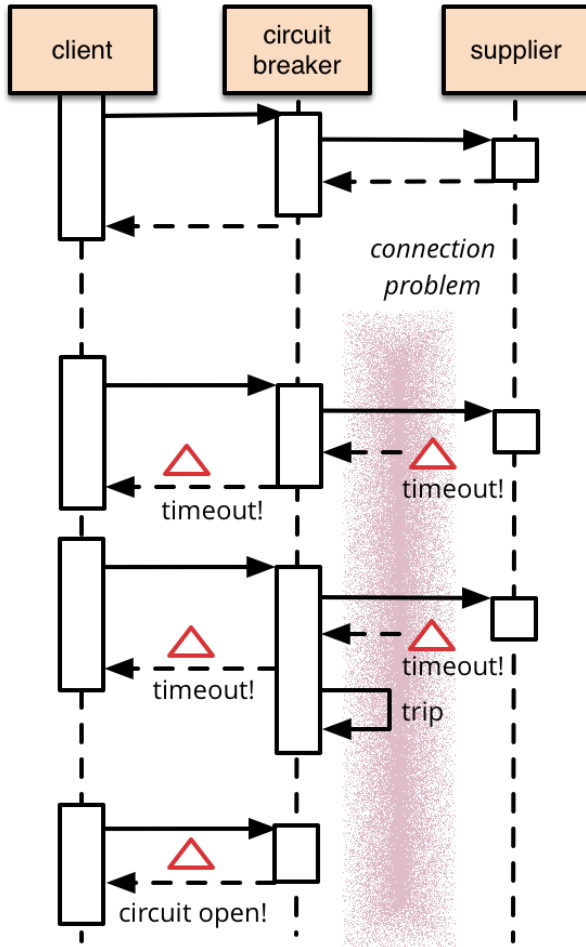 client
circuit
breaker
supplier
connection
problem
timeout!
timeout!
timeout!
timeout!
trip
circuit open!